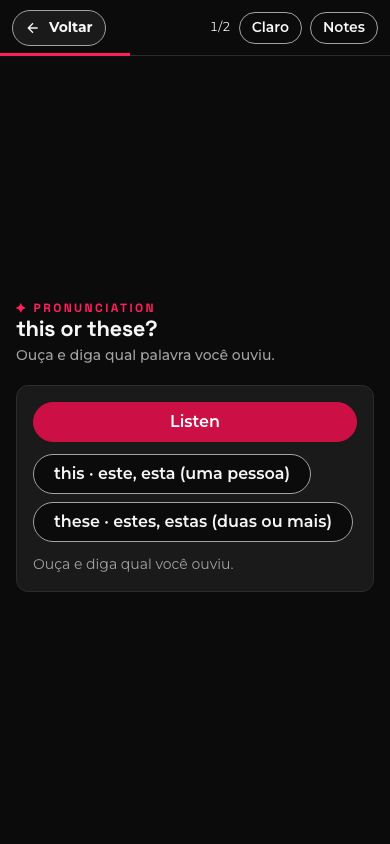 ← Voltar
1/2
Claro
Notes
✦ PRONUNCIATION
this or these?
Ouça e diga qual palavra você ouviu.
Listen
this · este, esta (uma pessoa)
these · estes, estas (duas ou mais)
Ouça e diga qual você ouviu.